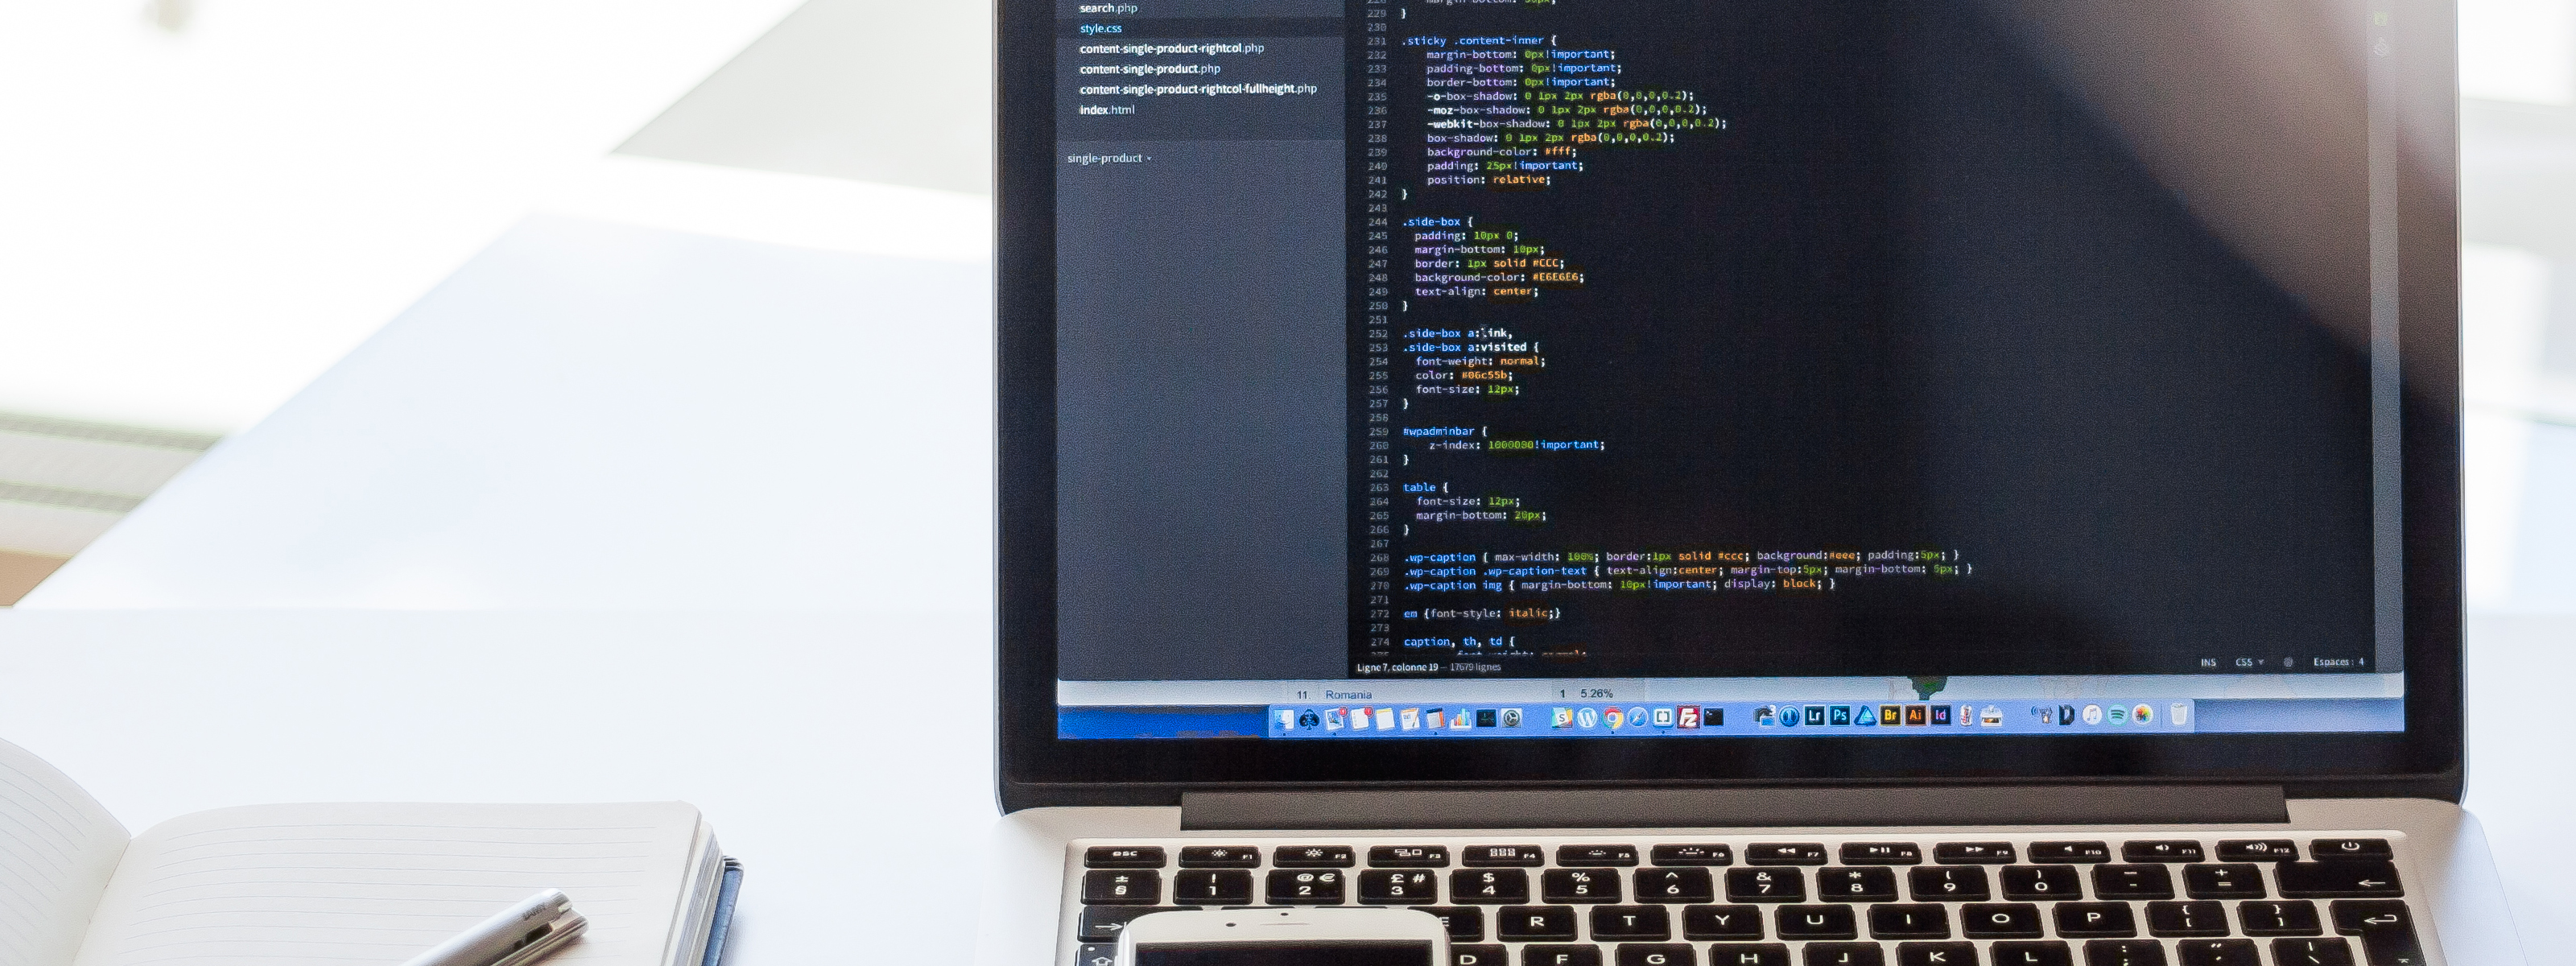 search.php
style.css
content-single-product-rightcol.php
content-single-product.php
content-single-product-rightcol-fullheight.php
index.html
single-product
229 }
230
231 .sticky .content-inner {
232 margin-bottom: 0px!important;
233 padding-bottom: 0px!important;
234 border-bottom: 0px!important;
235 -o-box-shadow: 0 1px 2px rgba(0,0,0,0.2);
236 -moz-box-shadow: 0 1px 2px rgba(0,0,0,0.2);
237 -webkit-box-shadow: 0 1px 2px rgba(0,0,0,0.2);
238 box-shadow: 0 1px 2px rgba(0,0,0,0.2);
239 background-color: #fff;
240 padding: 25px!important;
241 position: relative;
242 }
243
244 .side-box {
245 padding: 10px 0;
246 margin-bottom: 10px;
247 border: 1px solid #CCC;
248 background-color: #E6E6E6;
249 text-align: center;
250 }
251
252 .side-box a:link,
253 .side-box a:visited {
254 font-weight: normal;
255 color: #06c55b;
256 font-size: 12px;
257 }
258
259 #wpadminbar {
260 z-index: 1000000!important;
261 }
262
263 table {
264 font-size: 12px;
265 margin-bottom: 20px;
266 }
267
268 .wp-caption { max-width: 100%; border:1px solid #ccc; background:#eee; padding:5px; }
269 .wp-caption .wp-caption-text { text-align:center; margin-top:5px; margin-bottom: 5px; }
270 .wp-caption img { margin-bottom: 10px!important; display: block; }
271
272 em {font-style: italic;}
273
274 caption, th, td {
Ligne 7, colonne 19 — 17679 lignes
INS CSS Espaces: 4
11. Romania 1 5.26%
Lr Ps Br Ai Id
esc F1 F2 F3 F4 F5 F6 F7 F8 F9 F10 F11 F12
± § ! 1 @ € 2 £ # 3 $ 4 % 5 ^ 6 & 7 * 8 ( 9 ) 0 - + =
E R T Y U I O P { [ } ]
D F G H J K L